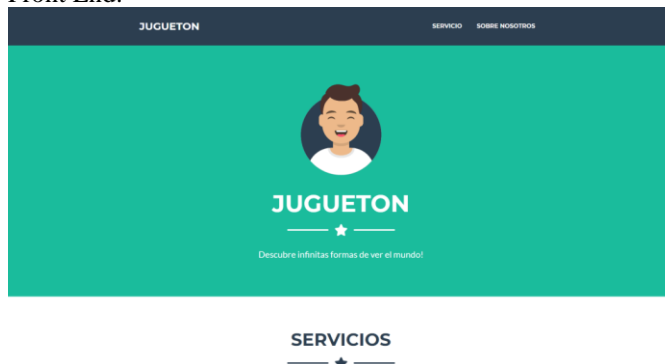 Front End.
JUGUETON
SERVICIO SOBRE NOSOTROS
JUGUETON
Descubre infinitas formas de ver el mundo!
SERVICIOS